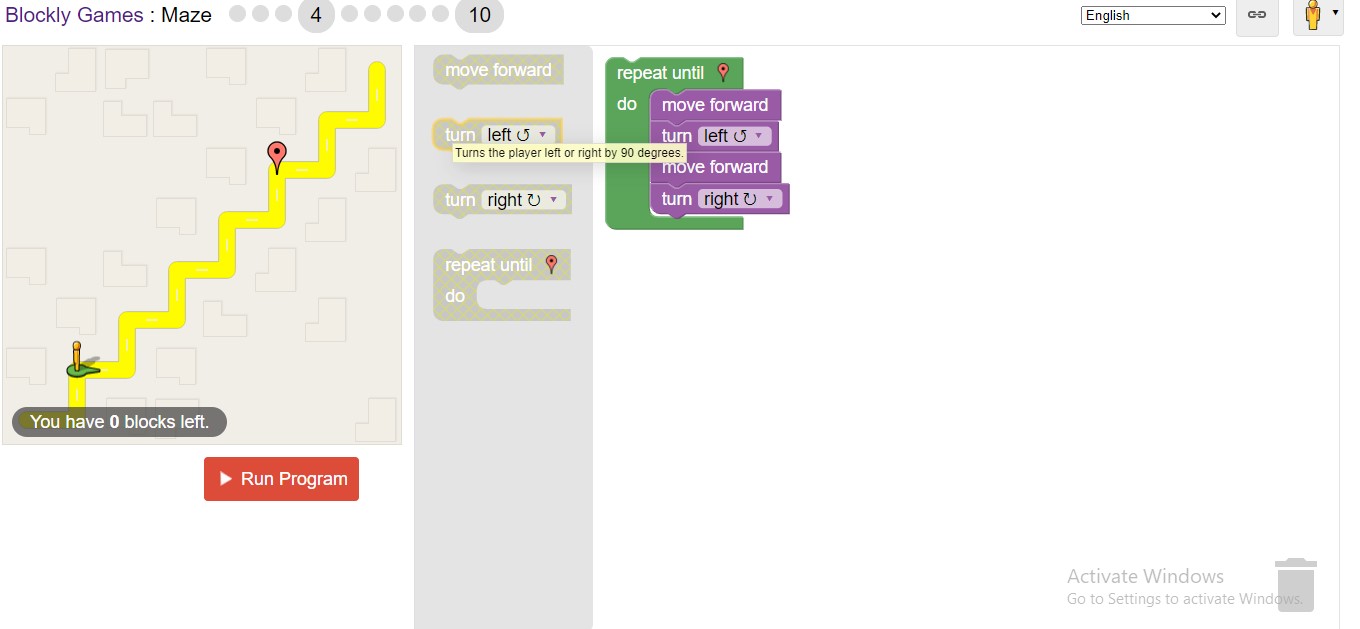 Blockly Games : Maze 4 10 English
move forward
turn left ↺
Turns the player left or right by 90 degrees.
turn right ↻
repeat until
do
repeat until
do
move forward
turn left ↺
move forward
turn right ↻
You have 0 blocks left.
Run Program
Activate Windows
Go to Settings to activate Windows.